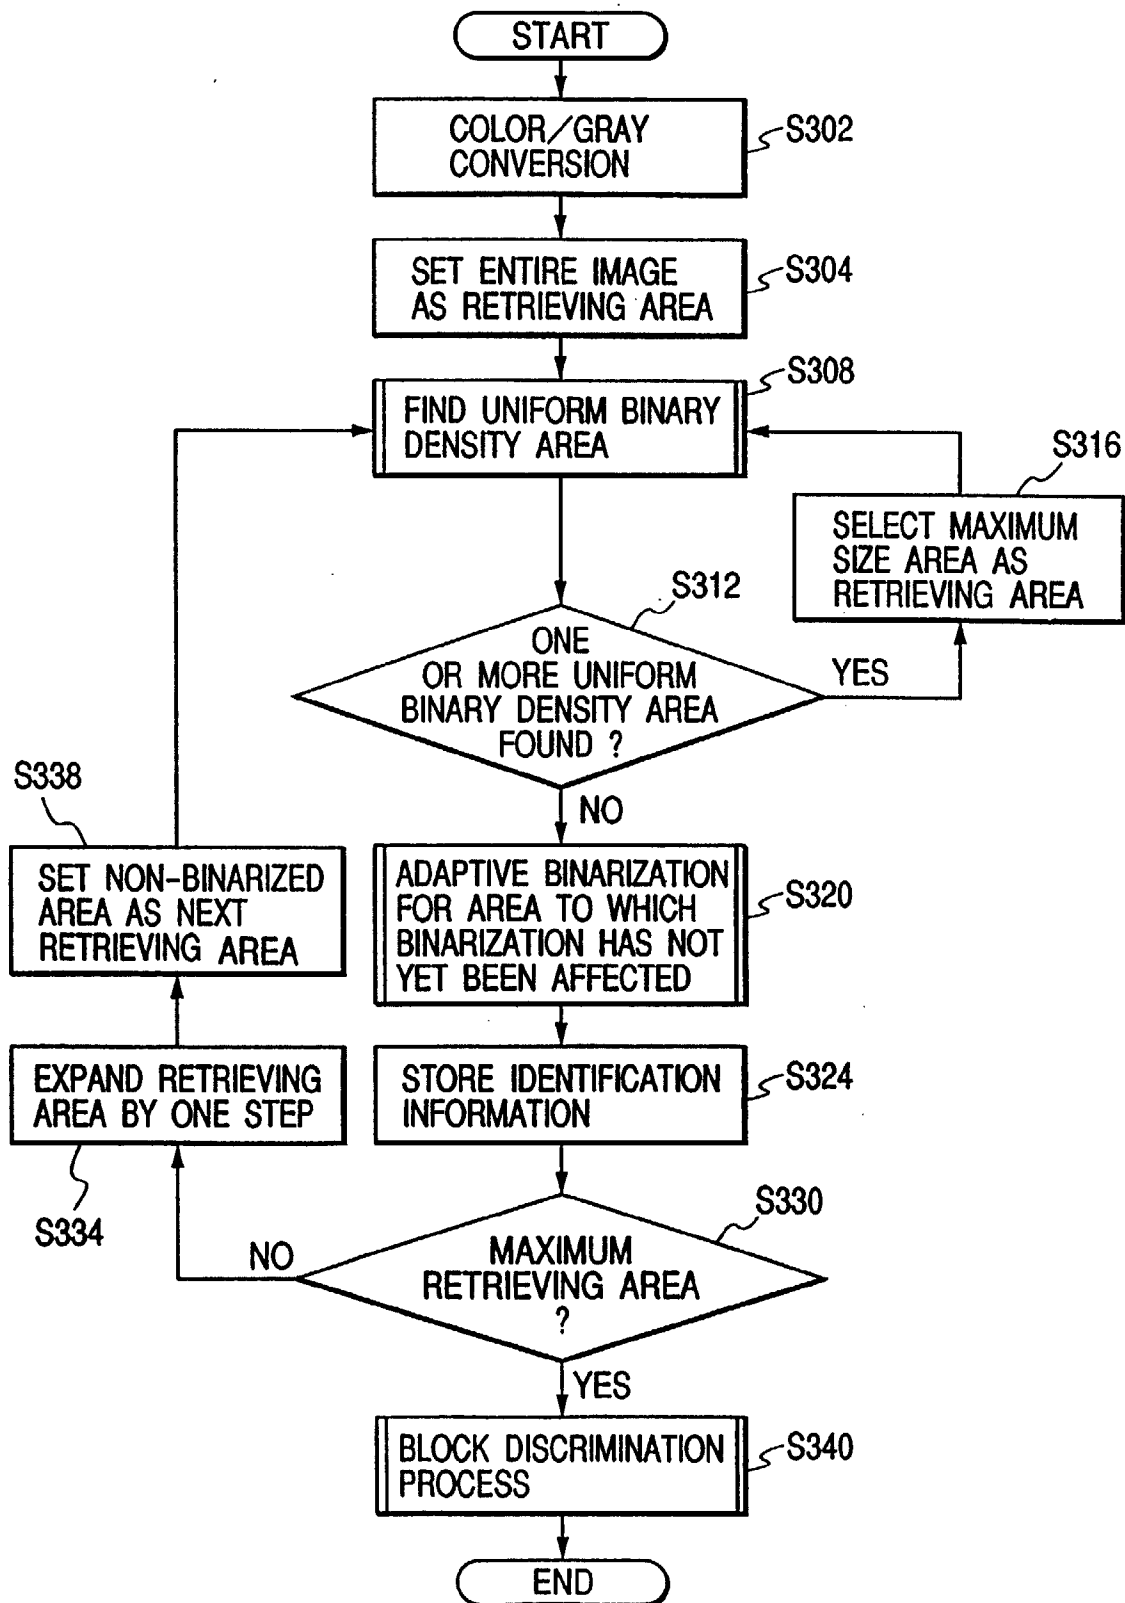 START
COLOR/GRAY
CONVERSION
S302
SET ENTIRE IMAGE
AS RETRIEVING AREA
S304
FIND UNIFORM BINARY
DENSITY AREA
S308
SELECT MAXIMUM
SIZE AREA AS
RETRIEVING AREA
S316
ONE
OR MORE UNIFORM
BINARY DENSITY AREA
FOUND ?
S312
YES
NO
ADAPTIVE BINARIZATION
FOR AREA TO WHICH
BINARIZATION HAS NOT
YET BEEN AFFECTED
S320
STORE IDENTIFICATION
INFORMATION
S324
MAXIMUM
RETRIEVING AREA
?
S330
NO
EXPAND RETRIEVING
AREA BY ONE STEP
S334
SET NON-BINARIZED
AREA AS NEXT
RETRIEVING AREA
S338
YES
BLOCK DISCRIMINATION
PROCESS
S340
END